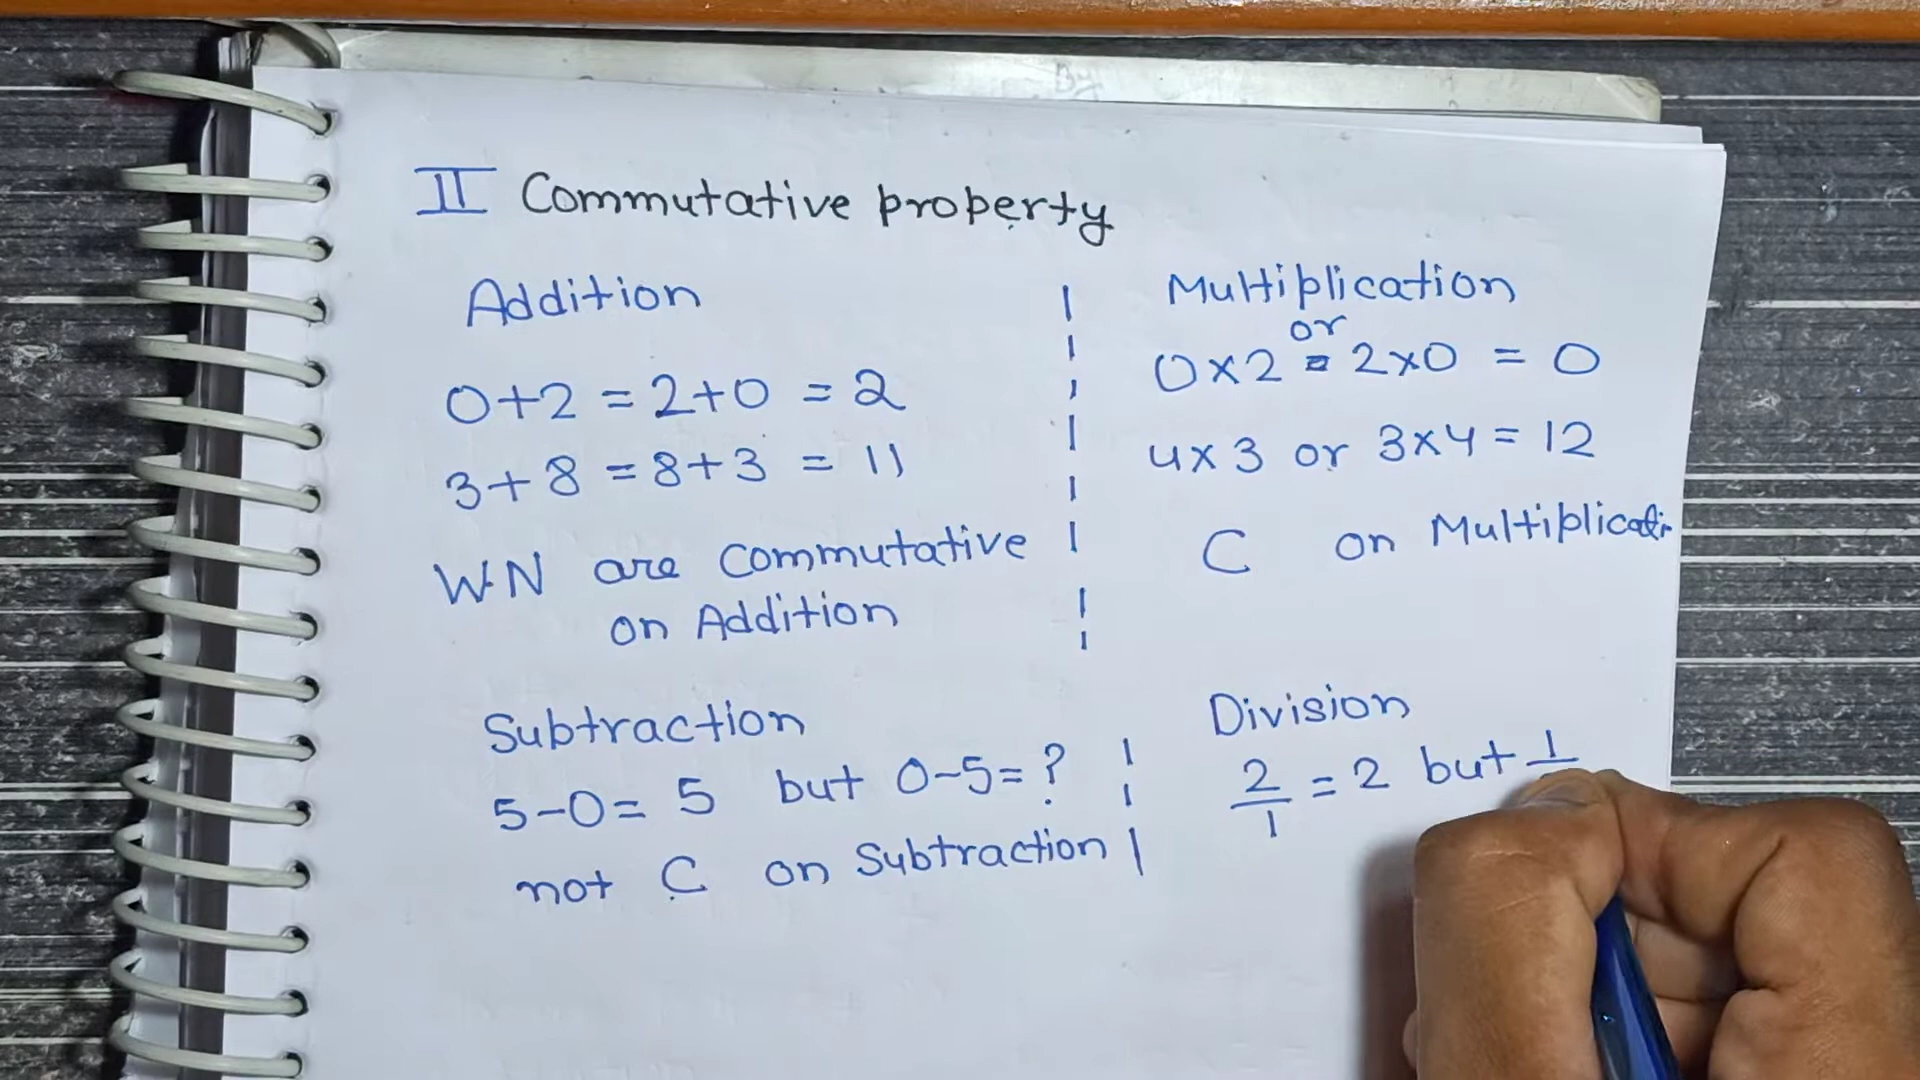 II Commutative property
Addition
0+2 = 2+0 = 2
3+8 = 8+3 = 11
W.N are commutative
on Addition
Multiplication
or
0×2 = 2×0 = 0
4×3 or 3×4 = 12
C on Multiplicati
Subtraction
5-0= 5 but 0-5=?
not C on Subtraction
Division
2/1 = 2 but 1/